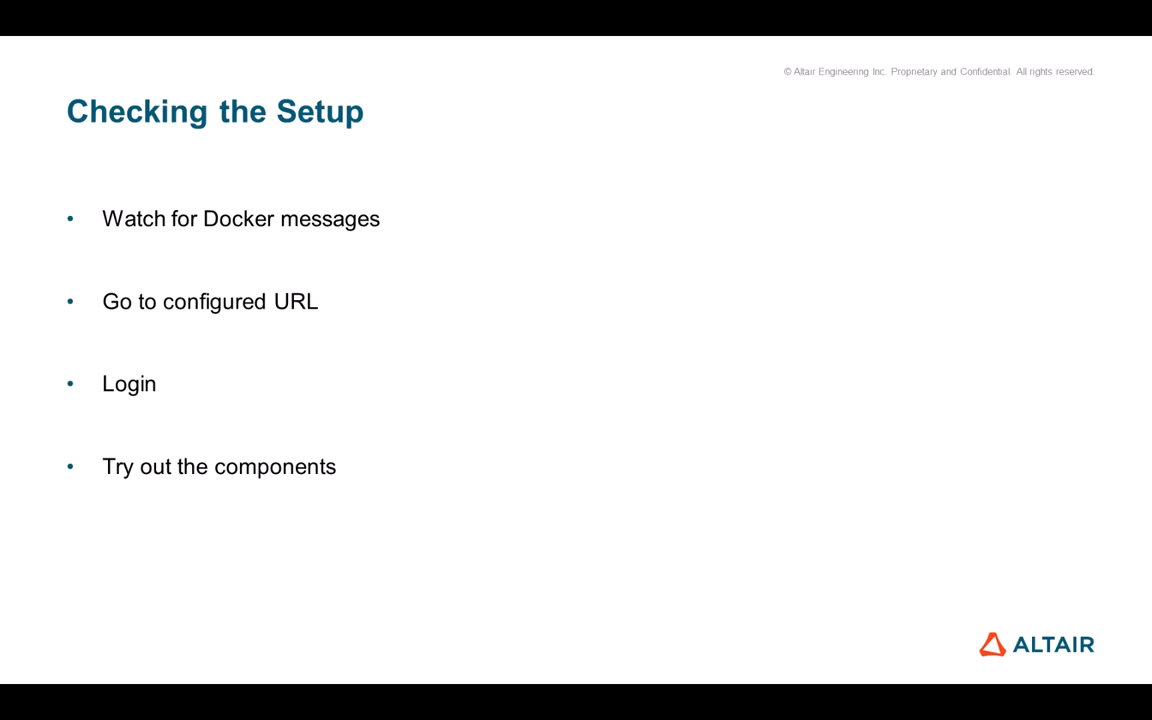 © Altair Engineering Inc. Proprietary and Confidential All rights reserved.
Checking the Setup
• Watch for Docker messages
• Go to configured URL
• Login
• Try out the components
ALTAIR